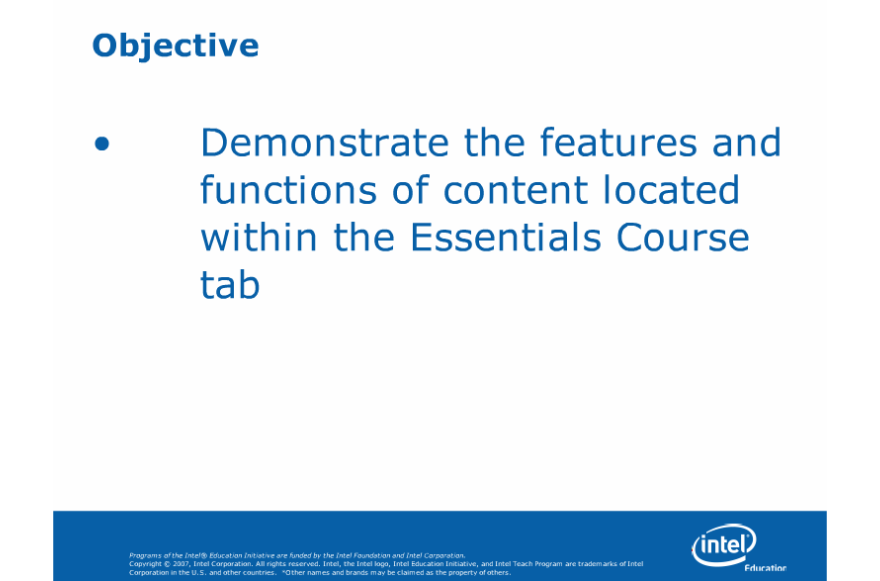 Objective
• Demonstrate the features and
functions of content located
within the Essentials Course
tab
Programs of the Intel® Education Initiative are funded by the Intel Foundation and Intel Corporation.
Copyright © 2007, Intel Corporation. All rights reserved. Intel, the Intel logo, Intel Education Initiative, and Intel Teach Program are trademarks of Intel
Corporation in the U.S. and other countries. *Other names and brands may be claimed as the property of others.
intel
Education